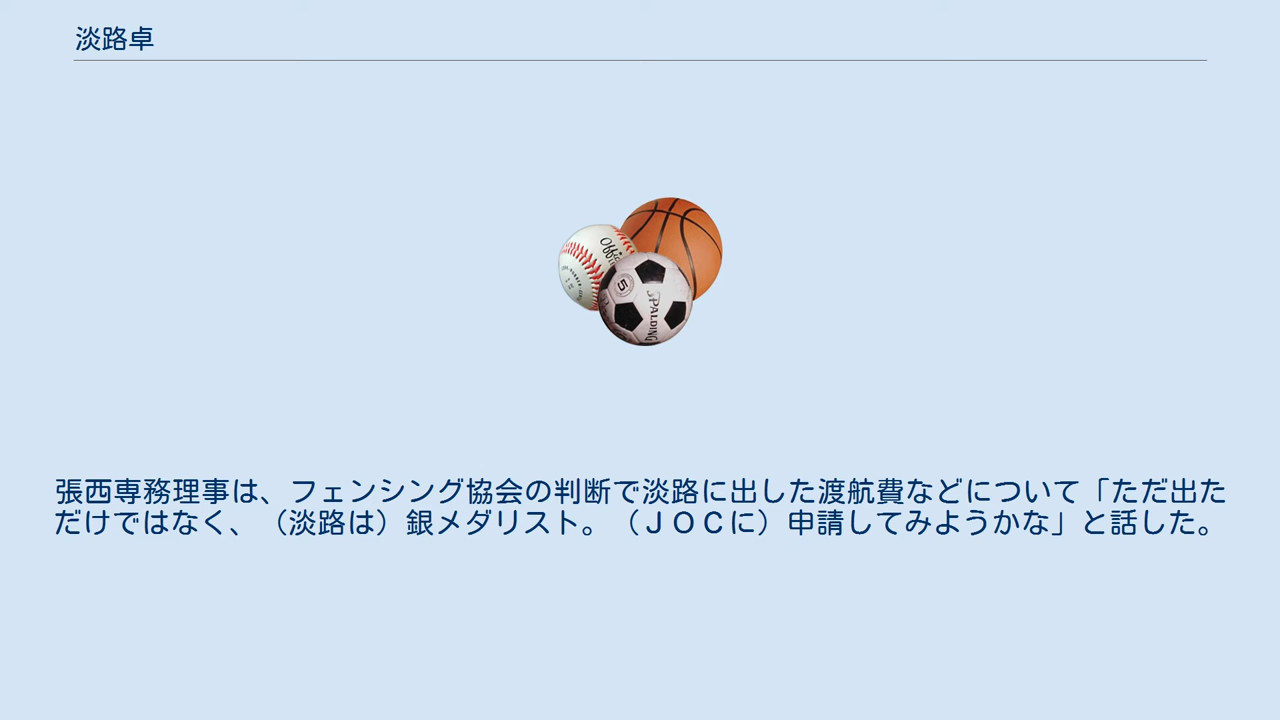 淡路卓
Offic
5
SPALDING
張西専務理事は、フェンシング協会の判断で淡路に出した渡航費などについて「ただ出た
だけではなく、（淡路は）銀メダリスト。（ＪＯＣに）申請してみようかな」と話した。